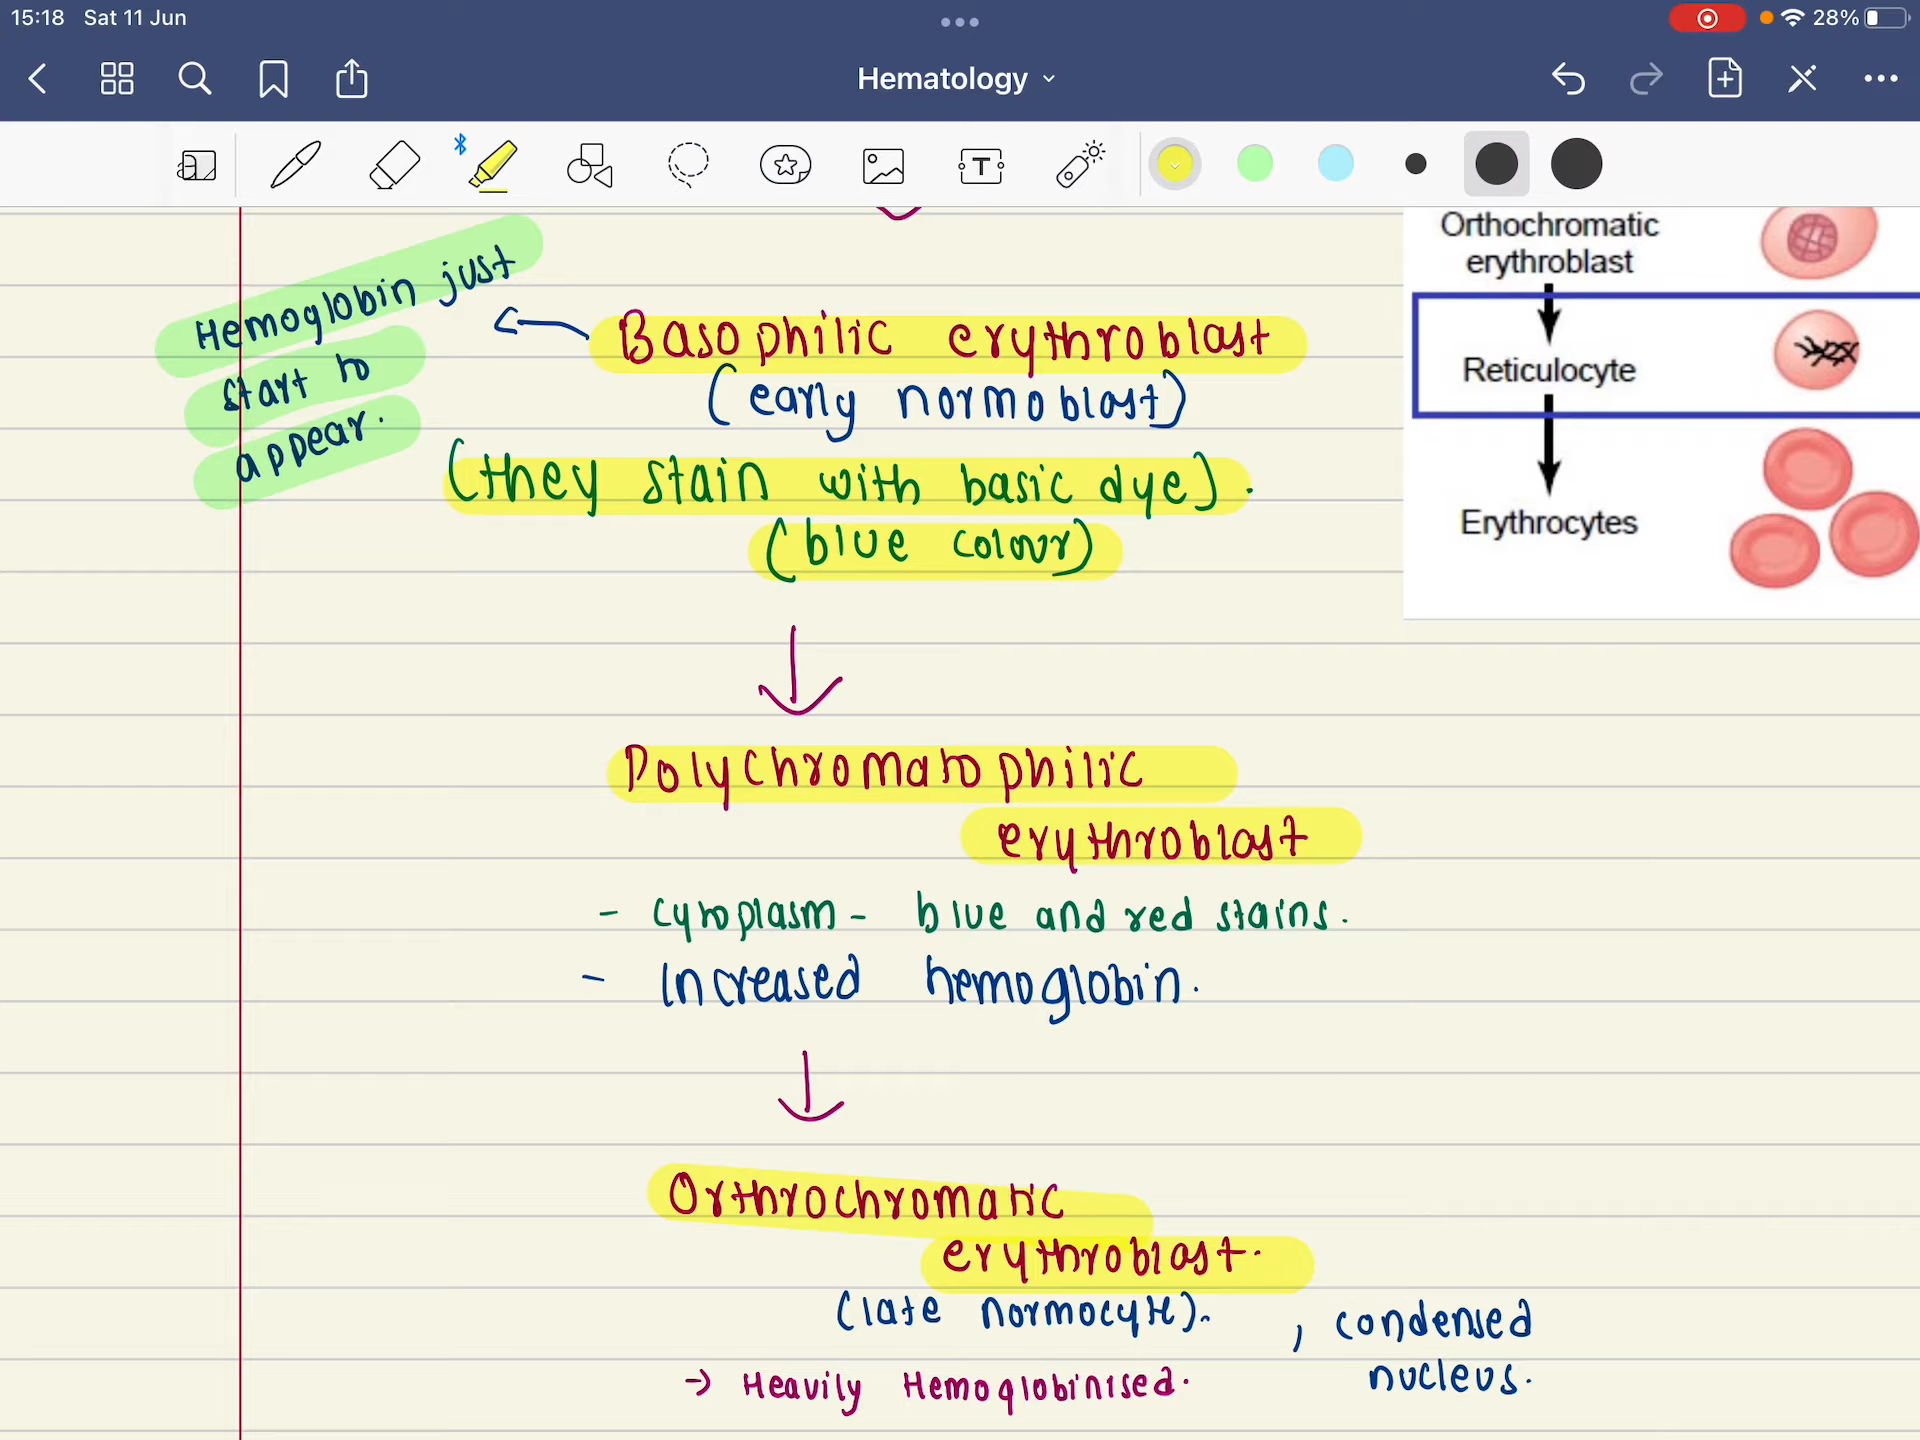 15:18 Sat 11 Jun
28%
Hematology
T
Hemoglobin just
start to
appear.
Basophilic erythroblast
(early normoblast)
(they stain with basic dye).
(blue colour)
Polychromatophilic
erythroblast
- cytoplasm - blue and red stains.
- Increased hemoglobin.
Orthrochromatic
erythroblast.
(late normocyte).
, condensed
nucleus.
→ Heavily Hemoglobinised.
Orthochromatic
erythroblast
Reticulocyte
Erythrocytes